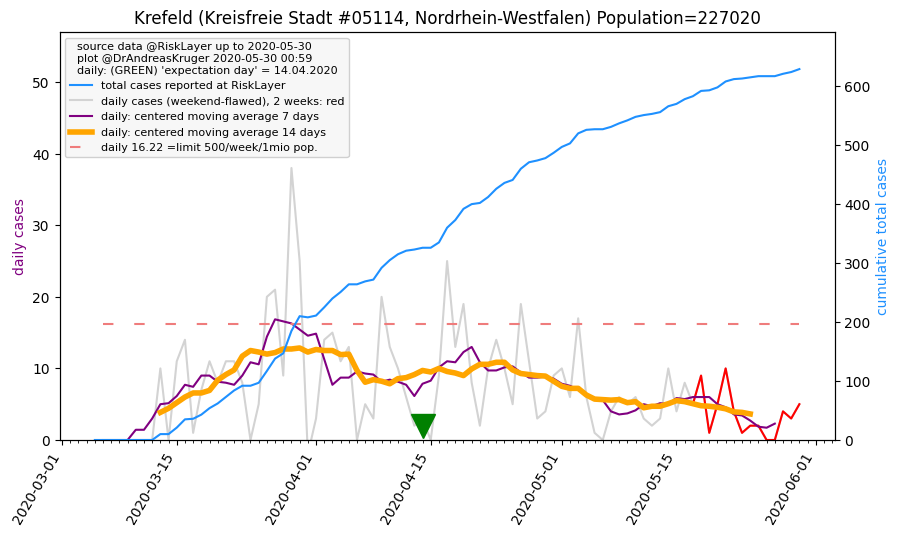 Krefeld (Kreisfreie Stadt #05114, Nordrhein-Westfalen) Population=227020
source data @RiskLayer up to 2020-05-30
plot @DrAndreasKruger 2020-05-30 00:59
daily: (GREEN) 'expectation day' = 14.04.2020
total cases reported at RiskLayer
daily cases (weekend-flawed), 2 weeks: red
daily: centered moving average 7 days
daily: centered moving average 14 days
daily 16.22 =limit 500/week/1mio pop.
daily cases
50
40
30
20
10
0
cumulative total cases
600
500
400
300
200
100
0
2020-03-01
2020-03-15
2020-04-01
2020-04-15
2020-05-01
2020-05-15
2020-06-01